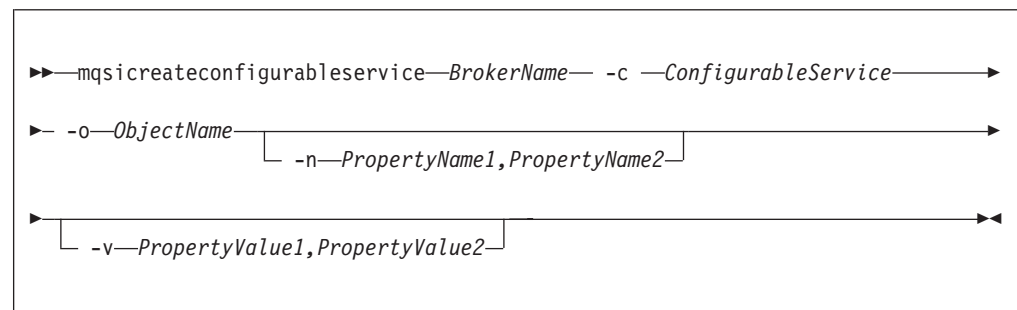 mqsicreateconfigurableservice BrokerName -c ConfigurableService
-o ObjectName
-n PropertyName1,PropertyName2
-v PropertyValue1,PropertyValue2